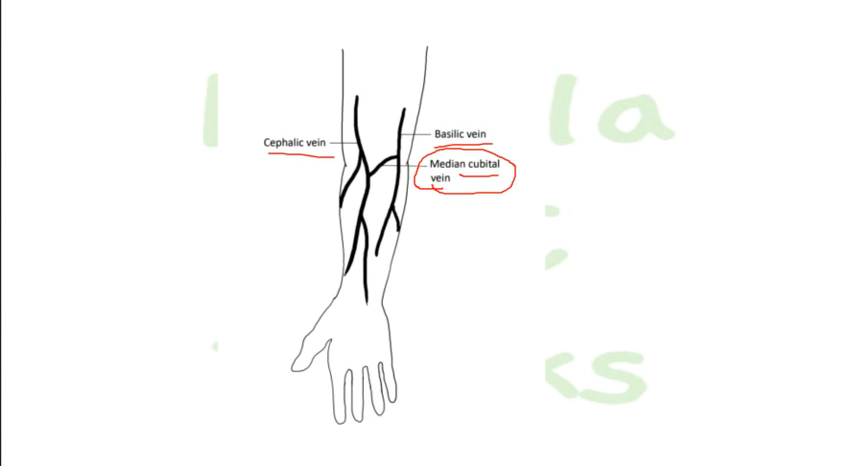 Basilic vein
Cephalic vein
Median cubital
vein